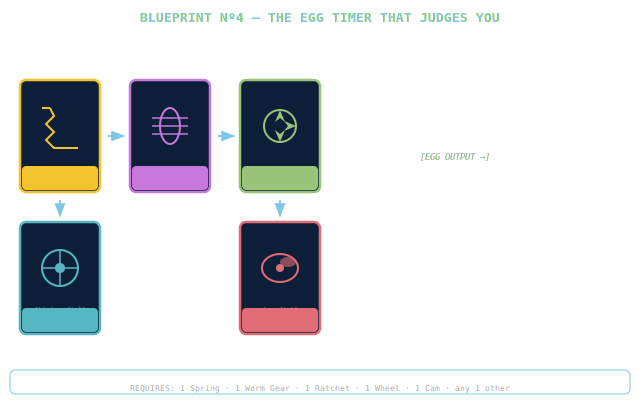 BLUEPRINT Nº4 — THE EGG TIMER THAT JUDGES YOU
[EGG OUTPUT →]
REQUIRES: 1 Spring · 1 Worm Gear · 1 Ratchet · 1 Wheel · 1 Cam · any 1 other